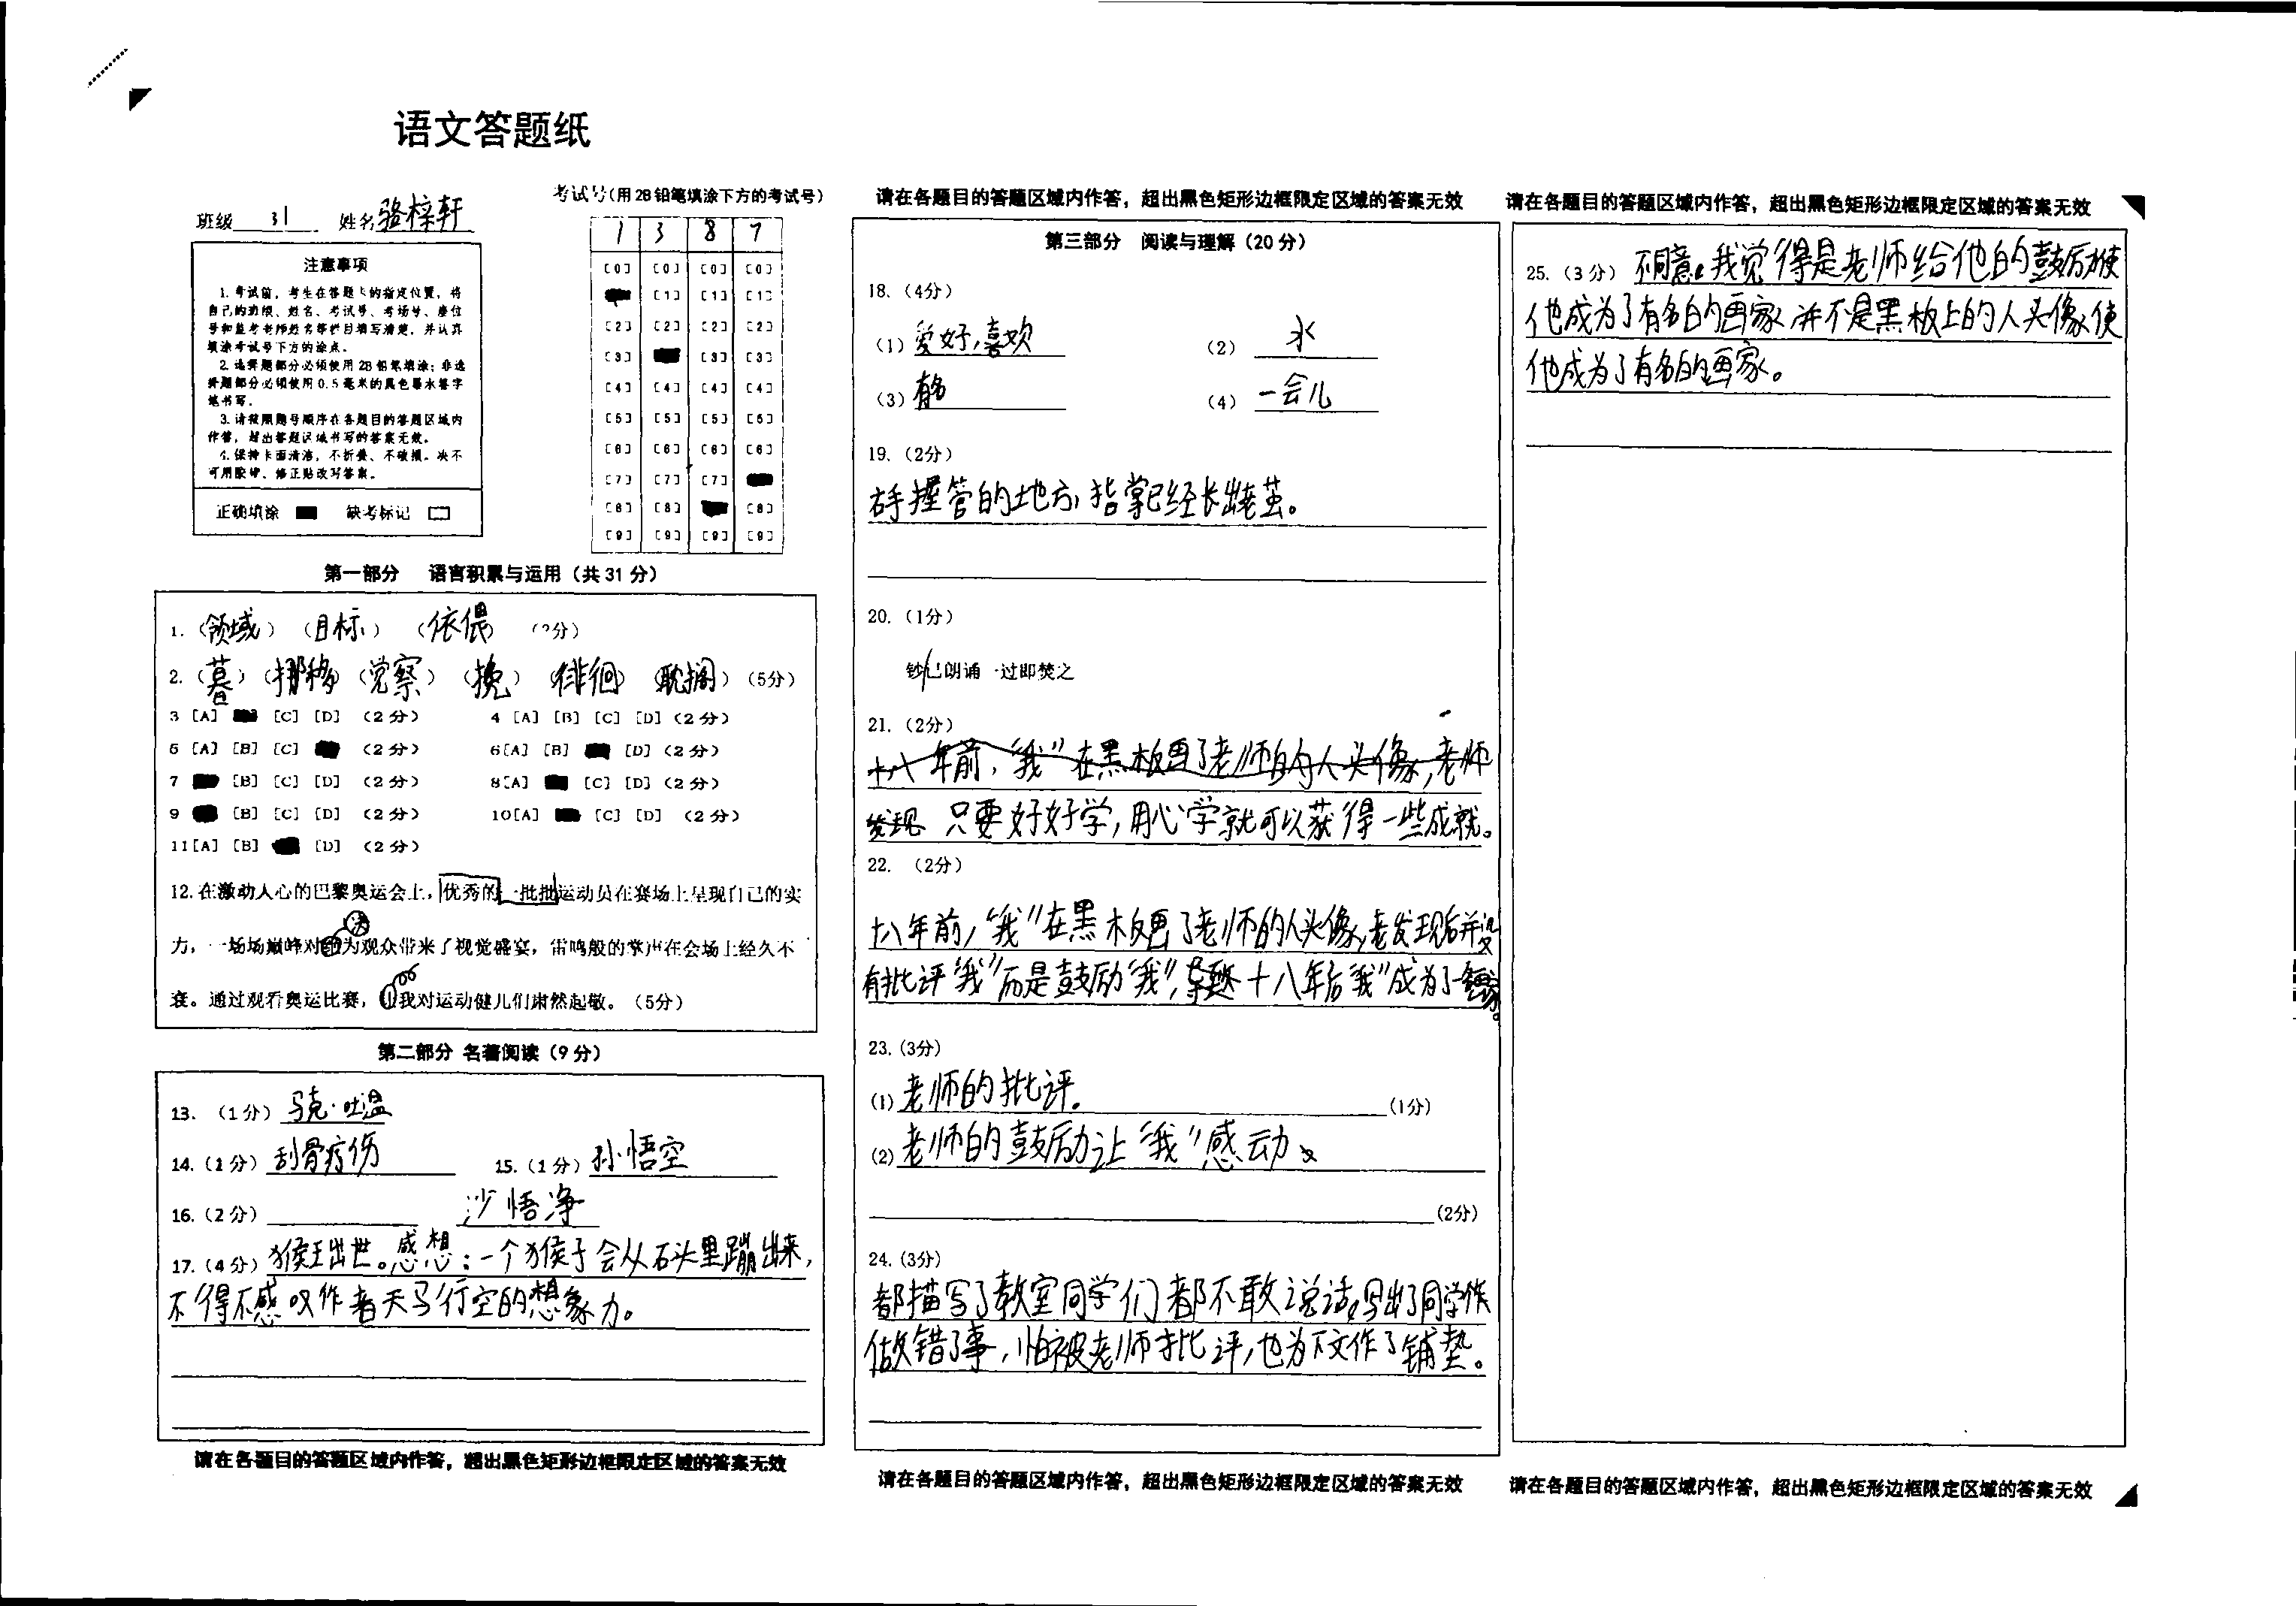 语文答题纸
班级 31 姓名 骆梓轩
考试号(用2B铅笔填涂下方的考试号)
1 3 8 7
[0] [0] [0] [0]
[1] [1] [1]
[2] [2] [2] [2]
[3] [3] [3]
[4] [4] [4] [4]
[5] [5] [5] [5]
[6] [6] [6] [6]
[7] [7] [7]
[8] [8] [8]
[9] [9] [9] [9]
注意事项
1. 考试前，考生在答题卡的指定位置，将
自己的班级、姓名、考试号、考场号、座位
号和监考老师姓名等栏目填写清楚，并认真
填涂考试号下方的涂点。
2. 选择题部分必须使用2B铅笔填涂；非选
择题部分必须使用0.5毫米的黑色墨水签字
笔书写。
3. 请按照题号顺序在各题目的答题区域内
作答，超出答题区域书写的答案无效。
4. 保持卡面清洁，不折叠、不破损。决不
可用胶带、修正贴改写答案。
正确填涂 缺考标记
第一部分 语言积累与运用（共31分）
1.（领域）（目标）（依偎）
2.（暮）（挪移）（觉察）（挽）（徘徊）（耽搁）（5分）
3 [A] [C] [D] （2分） 4 [A] [B] [C] [D]（2分）
5 [A] [B] [C] （2分） 6[A] [B] [D]（2分）
7 [B] [C] [D] （2分） 8[A] [C] [D]（2分）
9 [B] [C] [D] （2分） 10[A] [C] [D] （2分）
11[A] [B] [D] （2分）
12.在激动人心的巴黎奥运会上，优秀的一批批运动员在赛场上呈现自己的实
力，一场场巅峰对决为观众带来了视觉盛宴，雷鸣般的掌声在会场上经久不
衰。通过观看奥运比赛，我对运动健儿们肃然起敬。（5分）
第二部分 名著阅读（9分）
13.（1分）马克·吐温
14.（1分）刮骨疗伤 15.（1分）孙悟空
16.（2分） 沙悟净
17.（4分）猴王出世。感想：一个猴子会从石头里蹦出来，
不得不感叹作者天马行空的想象力。
请在各题目的答题区域内作答，超出黑色矩形边框限定区域的答案无效
请在各题目的答题区域内作答，超出黑色矩形边框限定区域的答案无效
第三部分 阅读与理解（20分）
18.（4分）
（1）爱好，喜欢 （2）水
（3）有名 （4）一会儿
19.（2分）
右手握管的地方，指掌已经长出老茧。
20.（1分）
钞已朗诵一过即焚之
21.（2分）
十八年前，“我”在黑板画了老师的人头像，老师
发现 只要好好学，用心学就可以获得一些成就。
22.（2分）
十八年前，“我”在黑板画了老师的人头像，老发现后并没
有批评“我”而是鼓励“我”，十八年后“我”成为了
23.（3分）
(1)老师的批评。(1分)
(2)老师的鼓励让“我”感动
(2分)
24.（3分）
都描写了教室同学们都不敢说话，写出了同学作
做错了事，怕被老师批评，也为下文作了铺垫。
请在各题目的答题区域内作答，超出黑色矩形边框限定区域的答案无效
请在各题目的答题区域内作答，超出黑色矩形边框限定区域的答案无效
25.（3分）不同意。我觉得是老师给他的鼓厉使
他成为了有名的画家，并不是黑板上的人头像使
他成为了有名的画家。
请在各题目的答题区域内作答，超出黑色矩形边框限定区域的答案无效